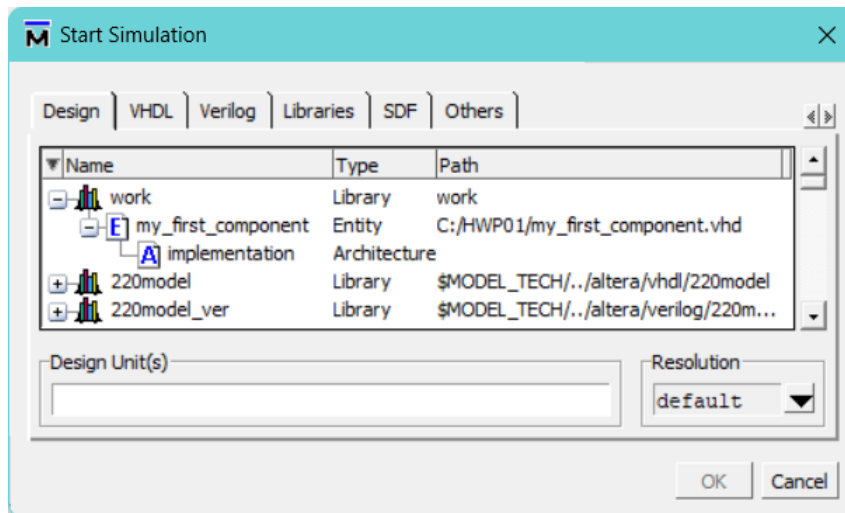 Start Simulation
Design VHDL Verilog Libraries SDF Others
Name Type Path
work Library work
E my_first_component Entity C:/HWP01/my_first_component.vhd
A implementation Architecture
220model Library $MODEL_TECH/../altera/vhdl/220model
220model_ver Library $MODEL_TECH/../altera/verilog/220m...
Design Unit(s) Resolution
default
OK Cancel